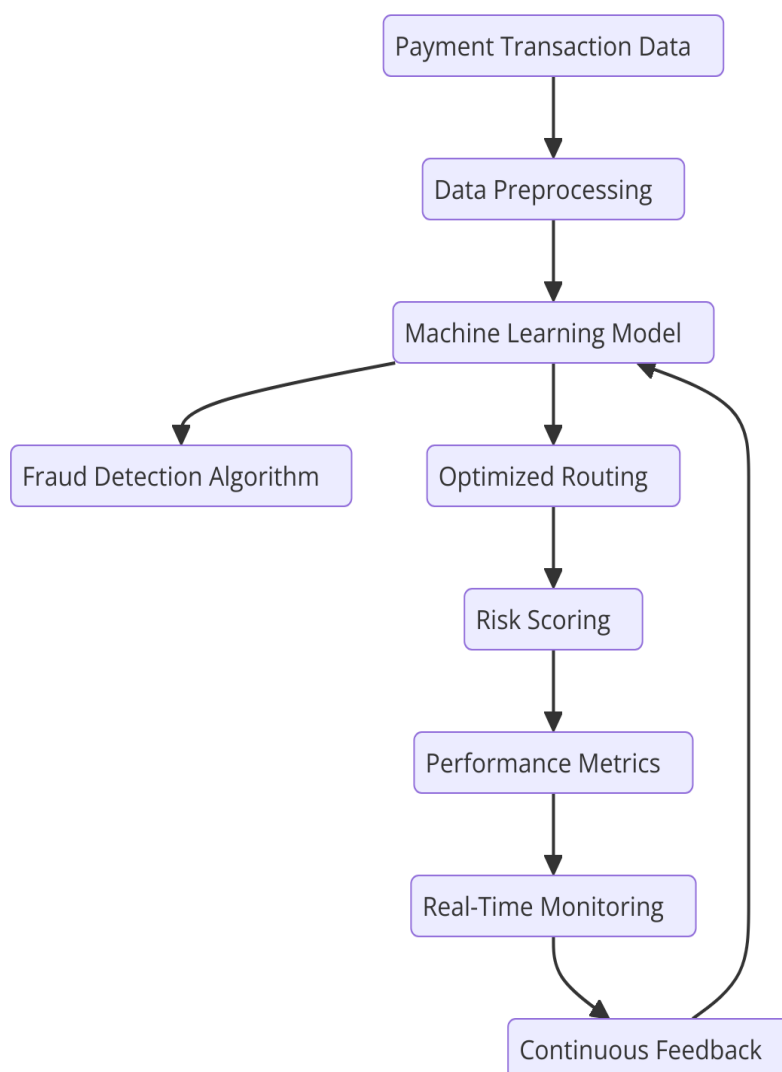 Payment Transaction Data
Data Preprocessing
Machine Learning Model
Fraud Detection Algorithm
Optimized Routing
Risk Scoring
Performance Metrics
Real-Time Monitoring
Continuous Feedback